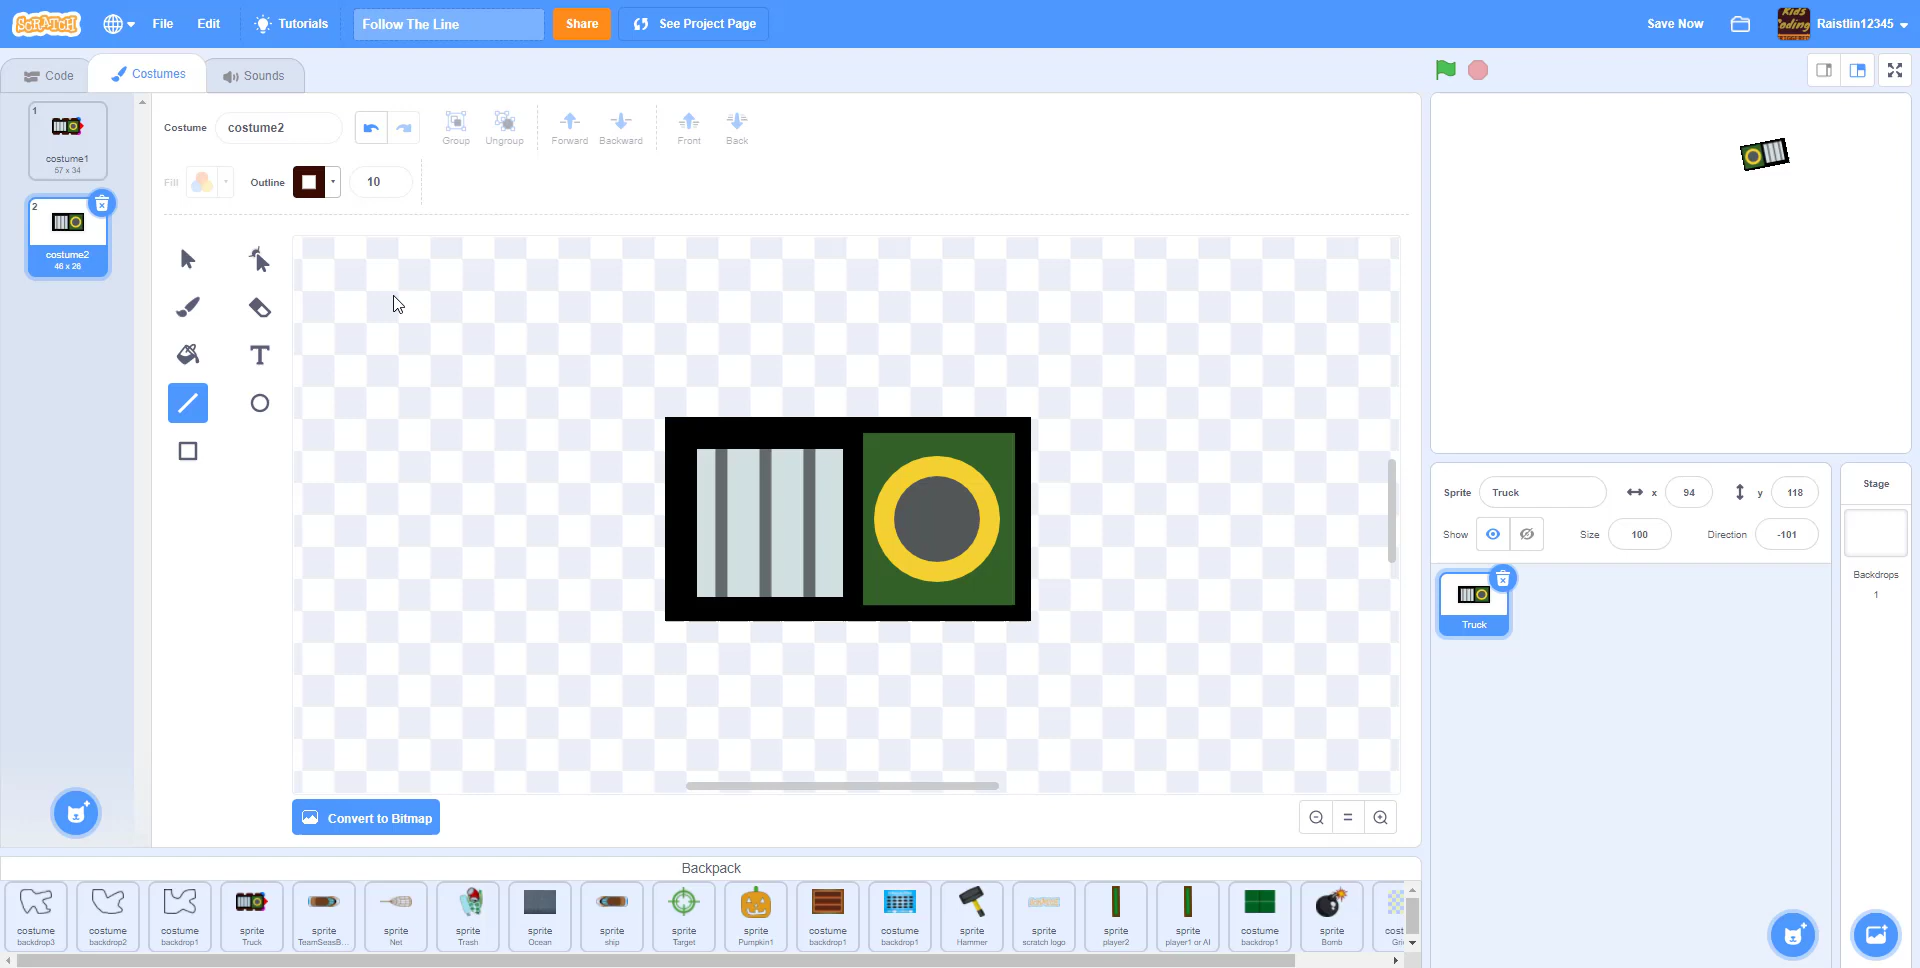 SCRATCH
File
Edit
Tutorials
Follow The Line
Share
See Project Page
Save Now
Raistlin12345
Code
Costumes
Sounds
1
costume1
57 x 34
2
costume2
46 x 26
Costume
costume2
Group
Ungroup
Forward
Backward
Front
Back
Fill
Outline
10
T
Convert to Bitmap
Sprite
Truck
x
94
y
118
Show
Size
100
Direction
-101
Truck
Stage
Backdrops
1
Backpack
costume
backdrop3
costume
backdrop2
costume
backdrop1
sprite
Truck
sprite
TeamSeasB...
sprite
Net
sprite
Trash
sprite
Ocean
sprite
ship
sprite
Target
sprite
Pumpkin1
costume
backdrop1
costume
backdrop1
sprite
Hammer
sprite
scratch logo
sprite
player2
sprite
player1 or AI
costume
backdrop1
sprite
Bomb